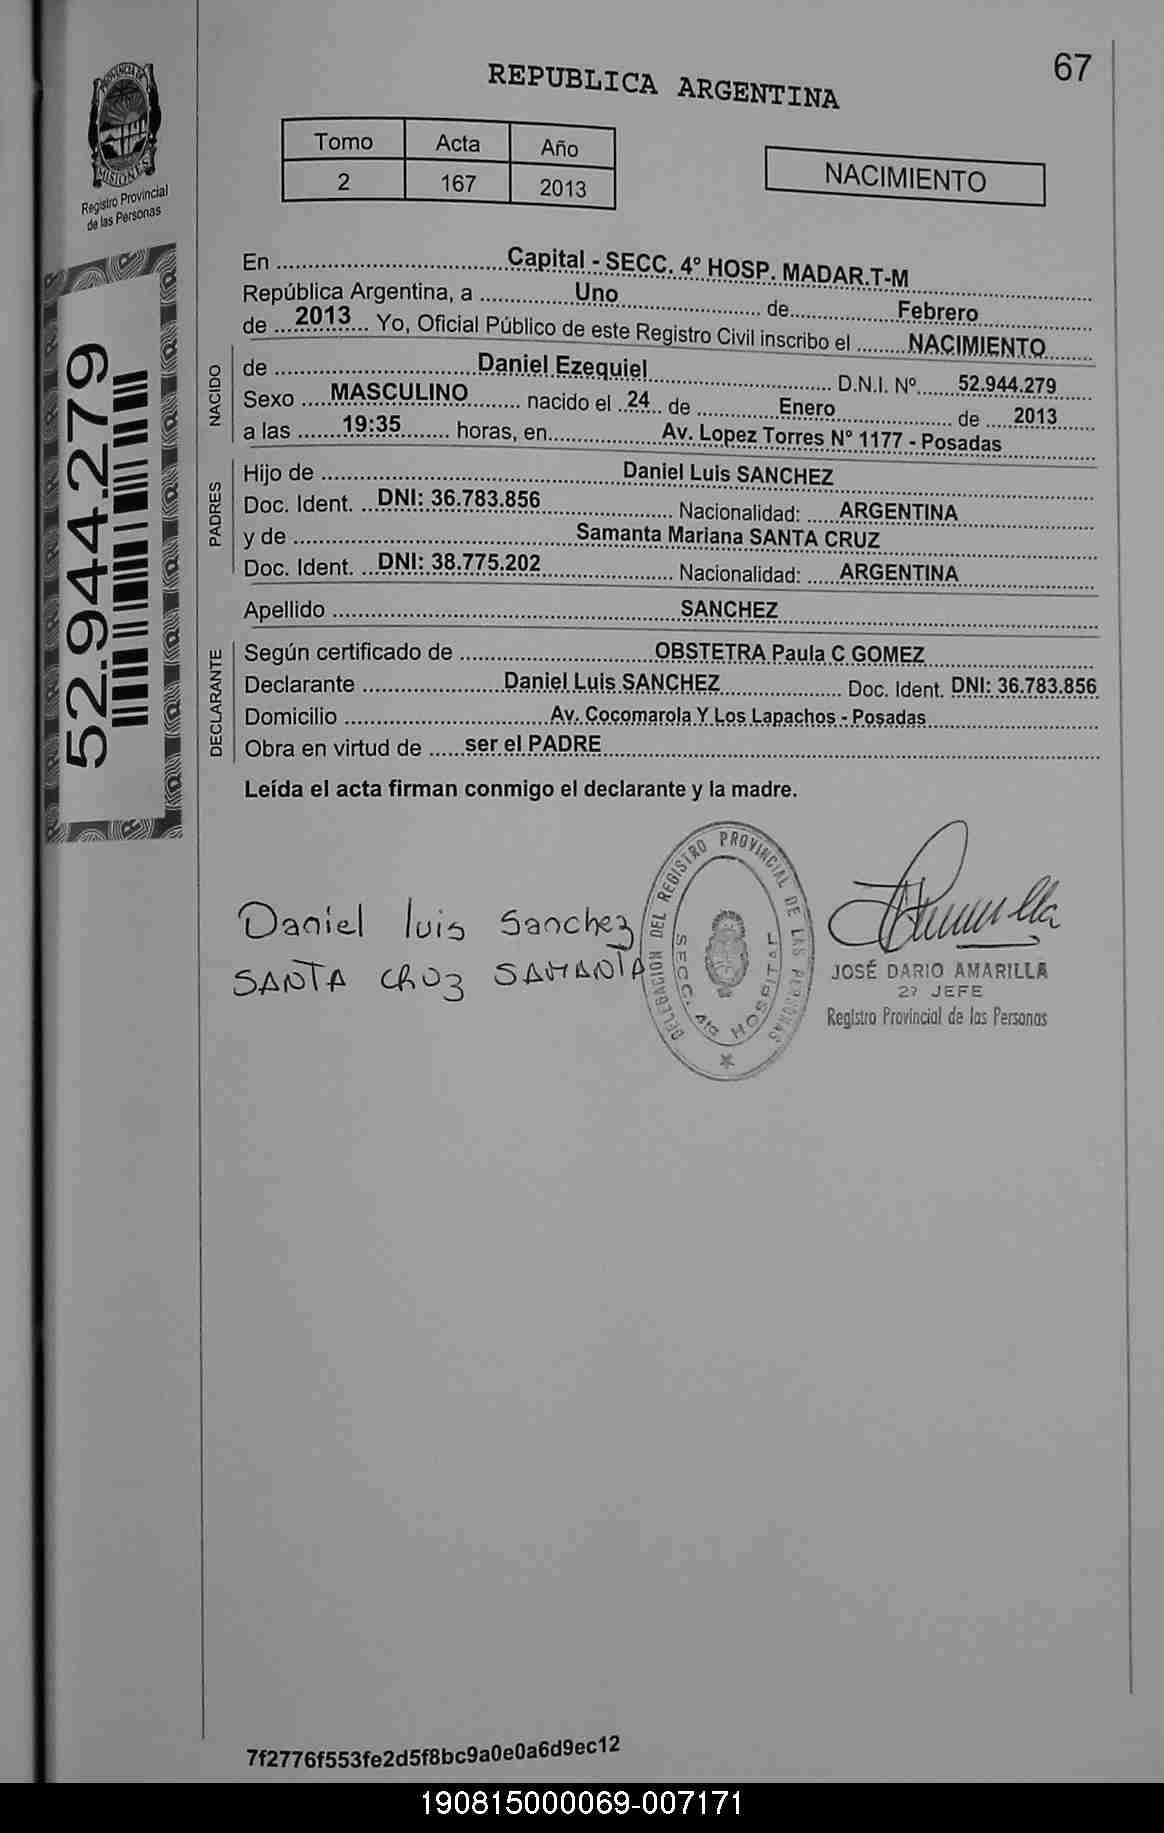 67
REPUBLICA ARGENTINA
PROVINCIA DE
MISIONES
Registro Provincial
de las Personas
Tomo Acta Año
2 167 2013
NACIMIENTO
52.944.279
En ........ Capital - SECC. 4º HOSP. MADAR.T-M
República Argentina, a ........ Uno ........ de ........ Febrero
de ... 2013 ... Yo, Oficial Público de este Registro Civil inscribo el ........ NACIMIENTO
NACIDO
de ........ Daniel Ezequiel ........ D.N.I. Nº ...... 52.944.279
Sexo .... MASCULINO ........ nacido el .. 24 .. de ........ Enero ........ de .... 2013
a las ....... 19:35 ....... horas, en ........ Av. Lopez Torres Nº 1177 - Posadas
PADRES
Hijo de ........ Daniel Luis SANCHEZ
Doc. Ident. ... DNI: 36.783.856 ........ Nacionalidad: ..... ARGENTINA
y de ........ Samanta Mariana SANTA CRUZ
Doc. Ident. ... DNI: 38.775.202 ........ Nacionalidad: ..... ARGENTINA
Apellido ........ SANCHEZ
DECLARANTE
Según certificado de ........ OBSTETRA Paula C GOMEZ
Declarante ........ Daniel Luis SANCHEZ ........ Doc. Ident. DNI: 36.783.856
Domicilio ........ Av. Cocomarola Y Los Lapachos - Posadas
Obra en virtud de ..... ser el PADRE
Leída el acta firman conmigo el declarante y la madre.
Daniel luis Sanchez
SANTA CRUZ SAMANTA
DELEGACION DEL REGISTRO PROVINCIAL DE LAS PERSONAS
SECC. 4ta HOSPITAL
JOSÉ DARIO AMARILLA
2º JEFE
Registro Provincial de las Personas
7f2776f553fe2d5f8bc9a0e0a6d9ec12
190815000069-007171